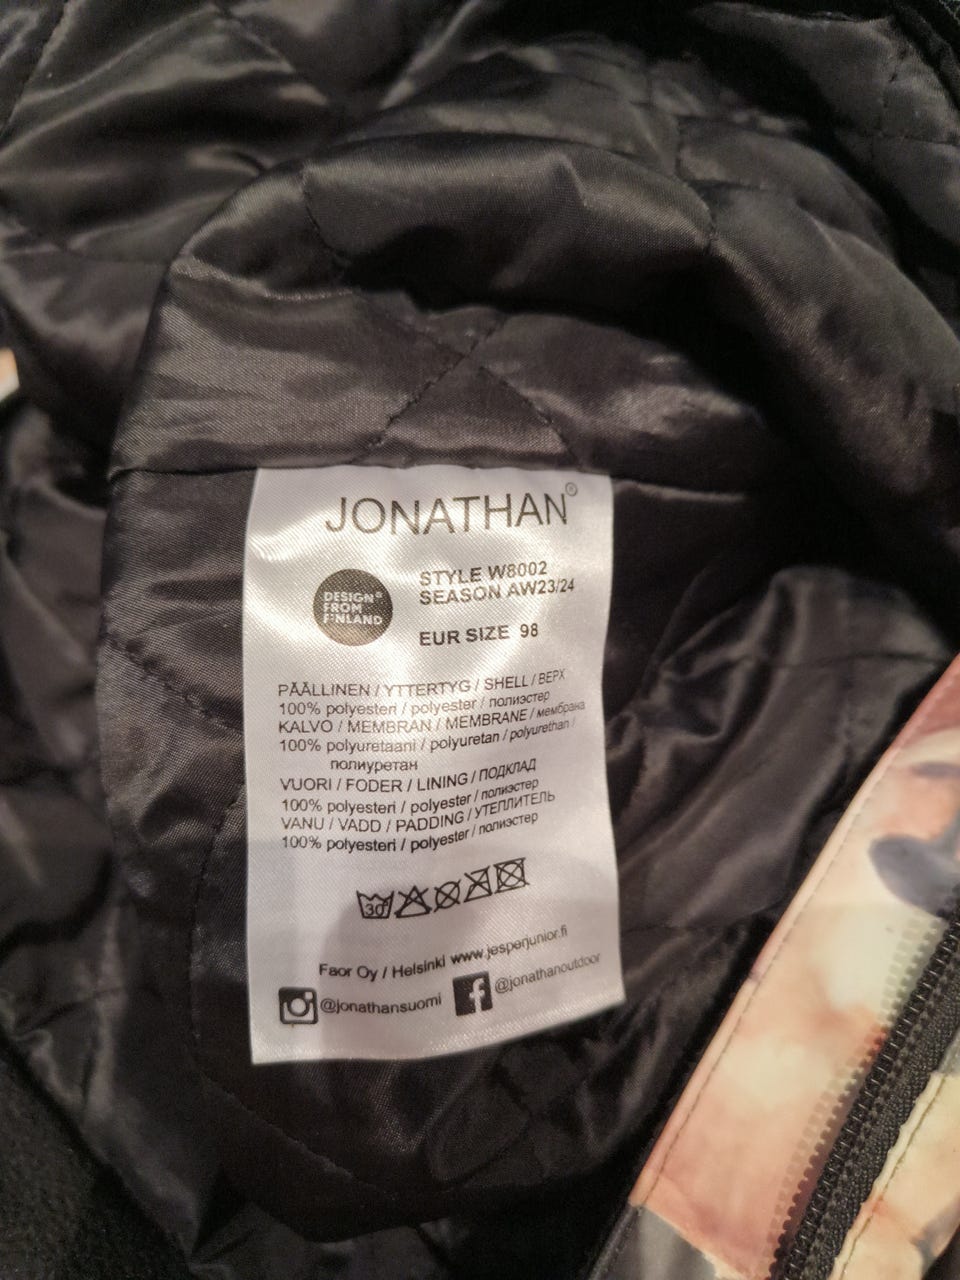 JONATHAN®
DESIGN®
FROM
FINLAND
STYLE W8002
SEASON AW23/24
EUR SIZE 98
PÄÄLLINEN / YTTERTYG / SHELL / ВЕРХ
100% polyesteri / polyester / полиэстер
KALVO / MEMBRAN / MEMBRANE / мембрана
100% polyuretaani / polyuretan / polyurethan /
полиуретан
VUORI / FODER / LINING / ПОДКЛАД
100% polyesteri / polyester / полиэстер
VANU / VADD / PADDING / УТЕПЛИТЕЛЬ
100% polyesteri / polyester / полиэстер
30
Faor Oy / Helsinki www.jesperjunior.fi
@jonathansuomi f @jonathanoutdoor